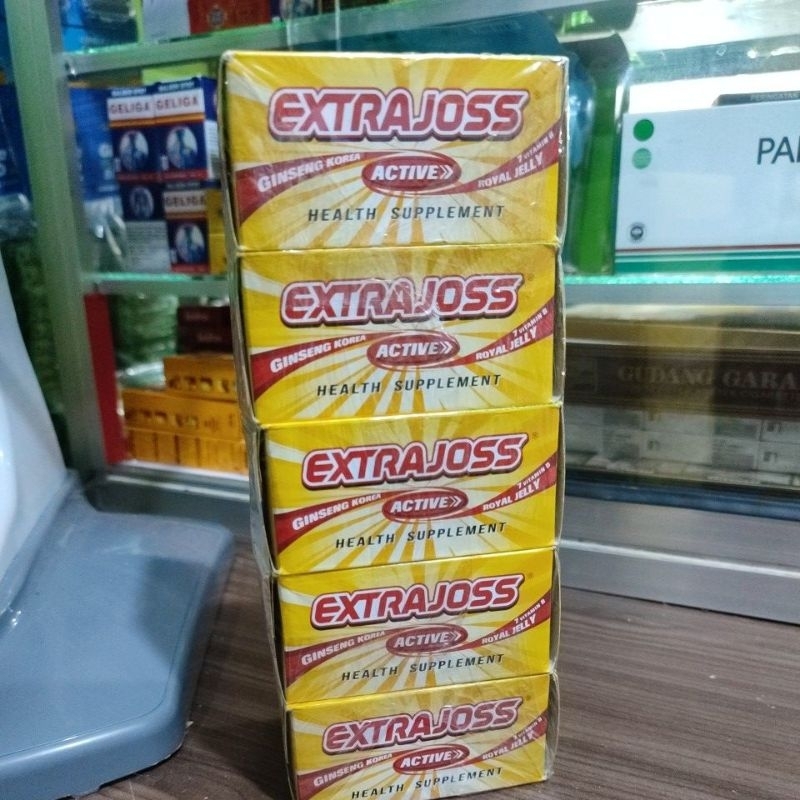 EXTRAJOSS
GINSENG KOREA
ACTIVE
7 VITAMIN B
ROYAL JELLY
HEALTH SUPPLEMENT
EXTRAJOSS
GINSENG KOREA
ACTIVE
7 VITAMIN B
ROYAL JELLY
HEALTH SUPPLEMENT
EXTRAJOSS
GINSENG KOREA
ACTIVE
7 VITAMIN B
ROYAL JELLY
HEALTH SUPPLEMENT
EXTRAJOSS
GINSENG KOREA
ACTIVE
7 VITAMIN B
ROYAL JELLY
HEALTH SUPPLEMENT
EXTRAJOSS
GINSENG KOREA
ACTIVE
ROYAL JELLY
HEALTH SUPPLEMENT
GELIGA
GELIGA
GELIGA
PA
GUDANG GARA